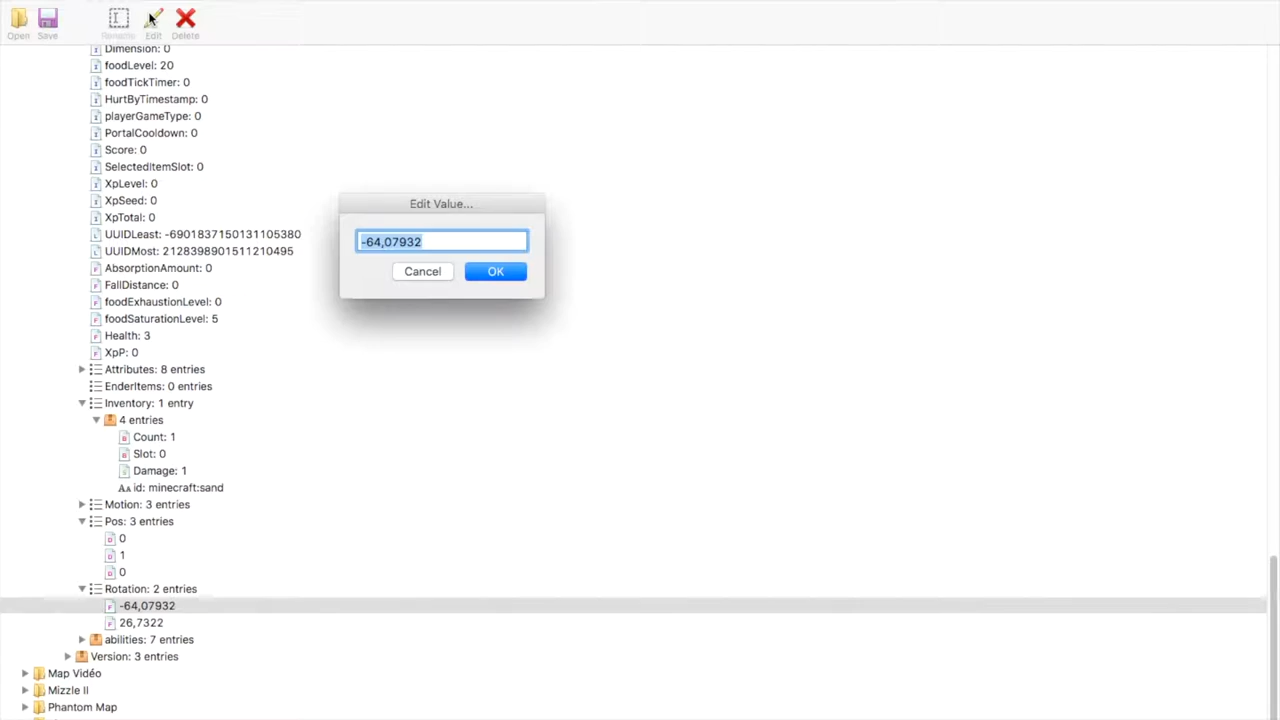 Open Save Rename Edit Delete
Dimension: 0
foodLevel: 20
foodTickTimer: 0
HurtByTimestamp: 0
playerGameType: 0
PortalCooldown: 0
Score: 0
SelectedItemSlot: 0
XpLevel: 0
XpSeed: 0
XpTotal: 0
UUIDLeast: -6901837150131105380
UUIDMost: 2128398901511210495
AbsorptionAmount: 0
FallDistance: 0
foodExhaustionLevel: 0
foodSaturationLevel: 5
Health: 3
XpP: 0
Attributes: 8 entries
EnderItems: 0 entries
Inventory: 1 entry
4 entries
Count: 1
Slot: 0
Damage: 1
id: minecraft:sand
Motion: 3 entries
Pos: 3 entries
0
1
0
Rotation: 2 entries
-64,07932
26,7322
abilities: 7 entries
Version: 3 entries
Map Vidéo
Mizzle II
Phantom Map
Edit Value...
-64,07932
Cancel OK